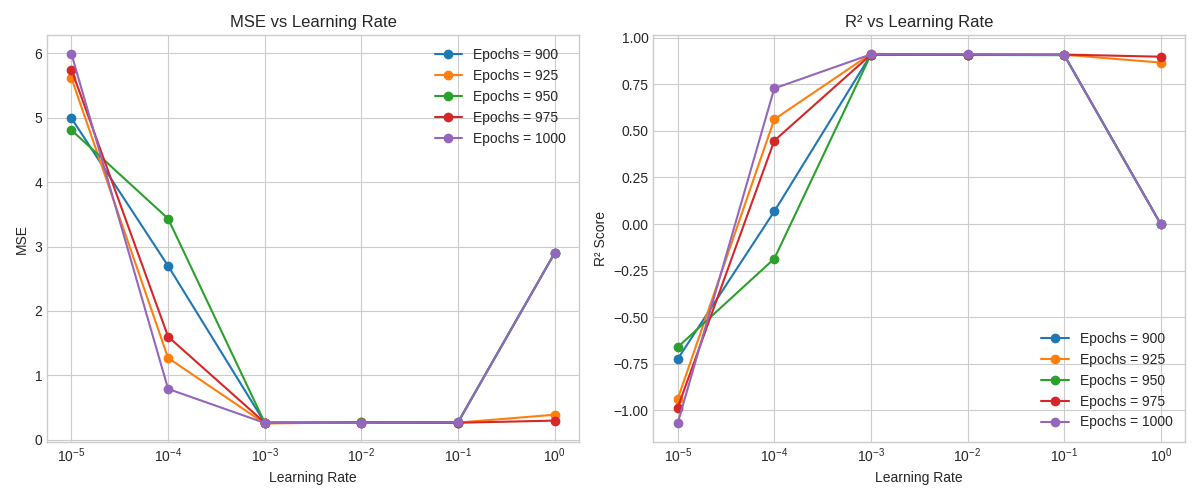 MSE vs Learning Rate
MSE
6
5
4
3
2
1
0
10⁻⁵
10⁻⁴
10⁻³
10⁻²
10⁻¹
10⁰
Learning Rate
Epochs = 900
Epochs = 925
Epochs = 950
Epochs = 975
Epochs = 1000
R² vs Learning Rate
R² Score
1.00
0.75
0.50
0.25
0.00
−0.25
−0.50
−0.75
−1.00
10⁻⁵
10⁻⁴
10⁻³
10⁻²
10⁻¹
10⁰
Learning Rate
Epochs = 900
Epochs = 925
Epochs = 950
Epochs = 975
Epochs = 1000